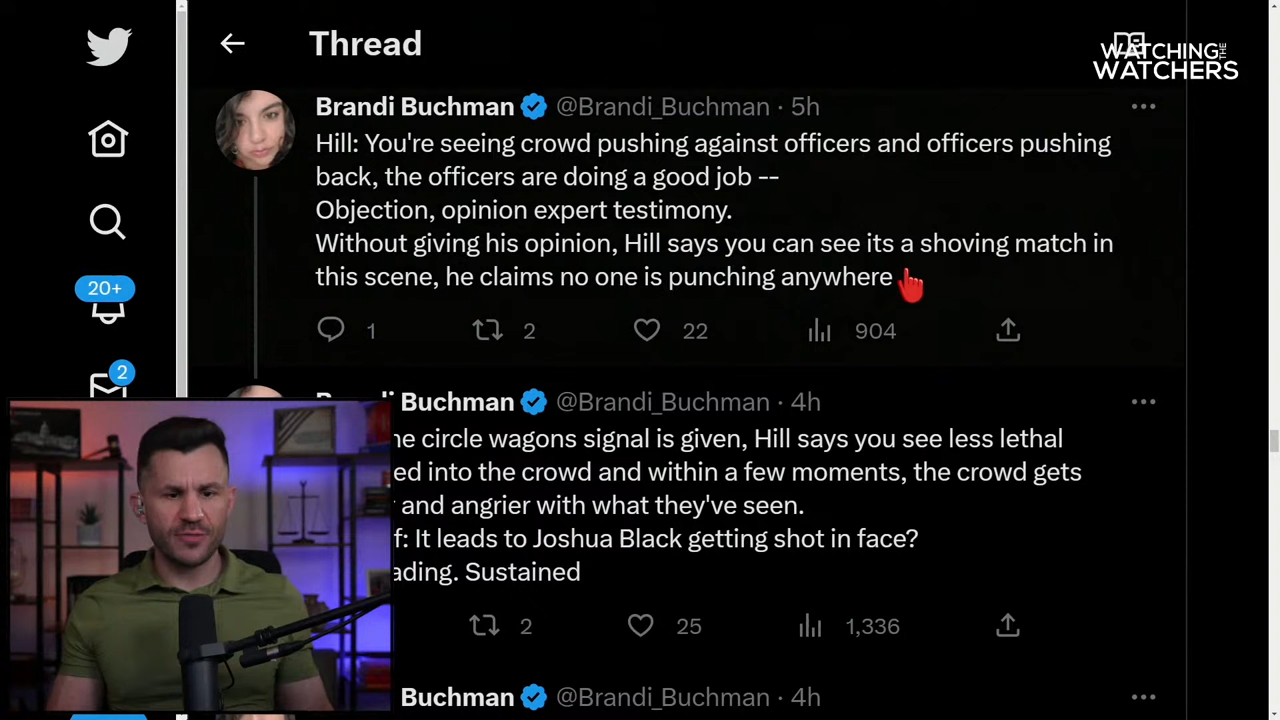 Thread
WATCHING THE
WATCHERS
Brandi Buchman @Brandi_Buchman · 5h
Hill: You're seeing crowd pushing against officers and officers pushing
back, the officers are doing a good job --
Objection, opinion expert testimony.
Without giving his opinion, Hill says you can see its a shoving match in
this scene, he claims no one is punching anywhere
20+
1 2 22 904
2
Buchman @Brandi_Buchman · 4h
circle wagons signal is given, Hill says you see less lethal
into the crowd and within a few moments, the crowd gets
and angrier with what they've seen.
It leads to Joshua Black getting shot in face?
Sustained
2 25 1,336
Buchman @Brandi_Buchman · 4h